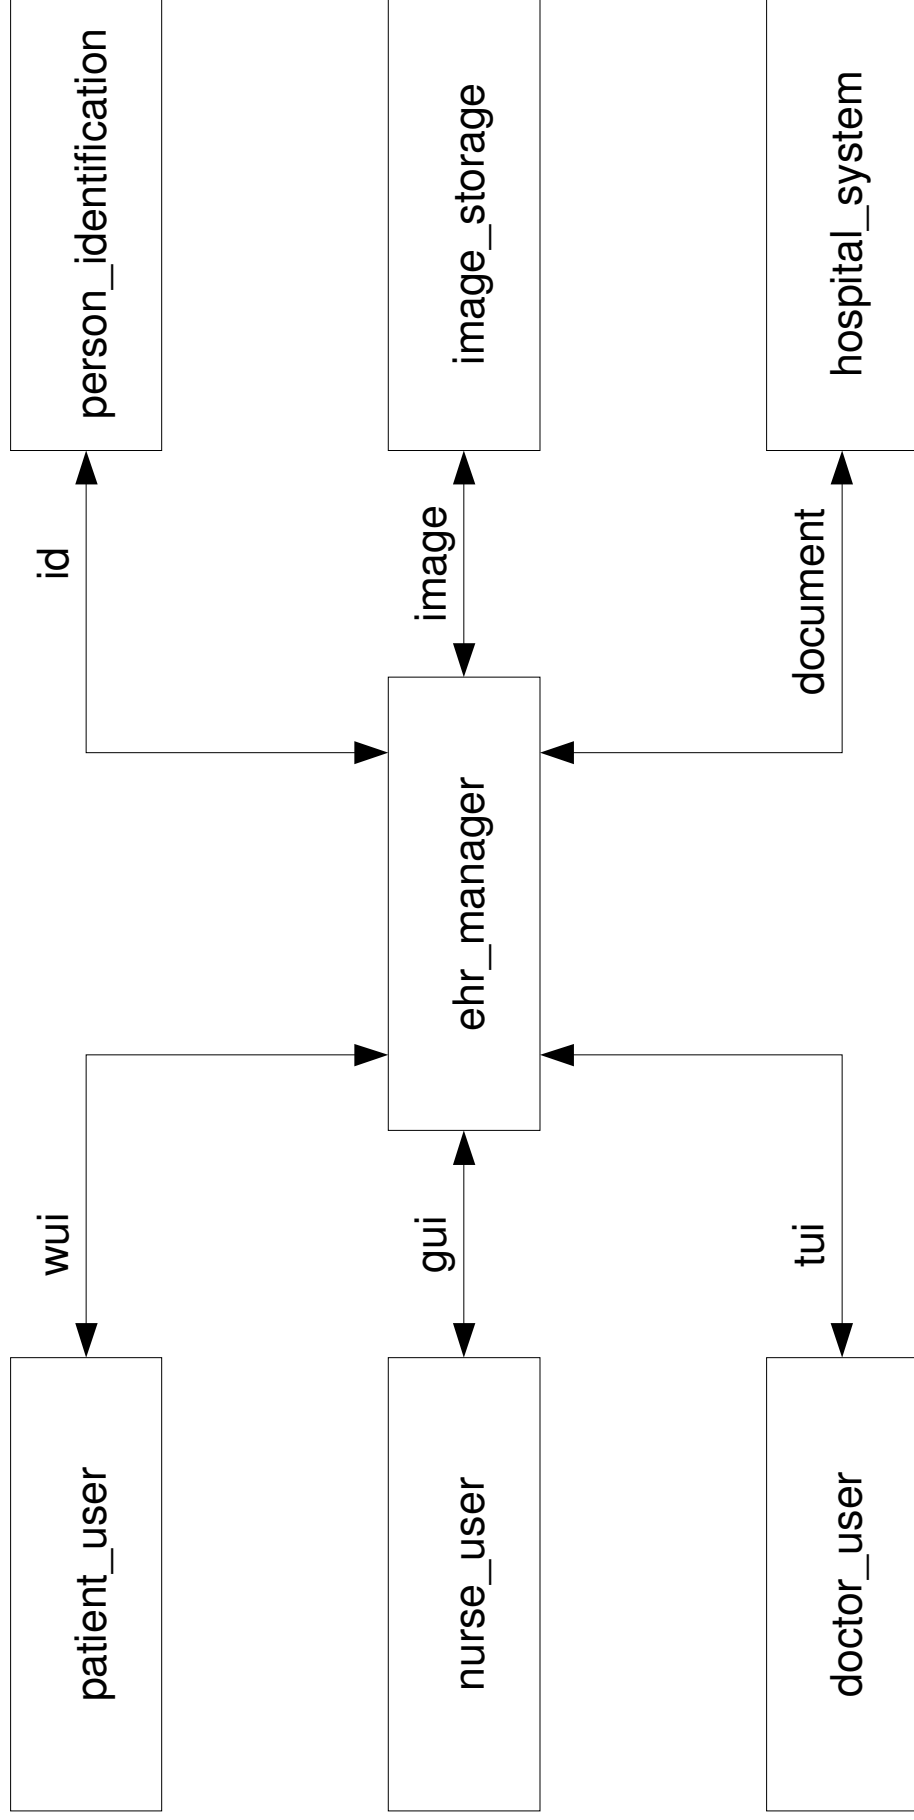 patient_user
wui
id
person_identification
nurse_user
gui
ehr_manager
image
image_storage
doctor_user
tui
document
hospital_system